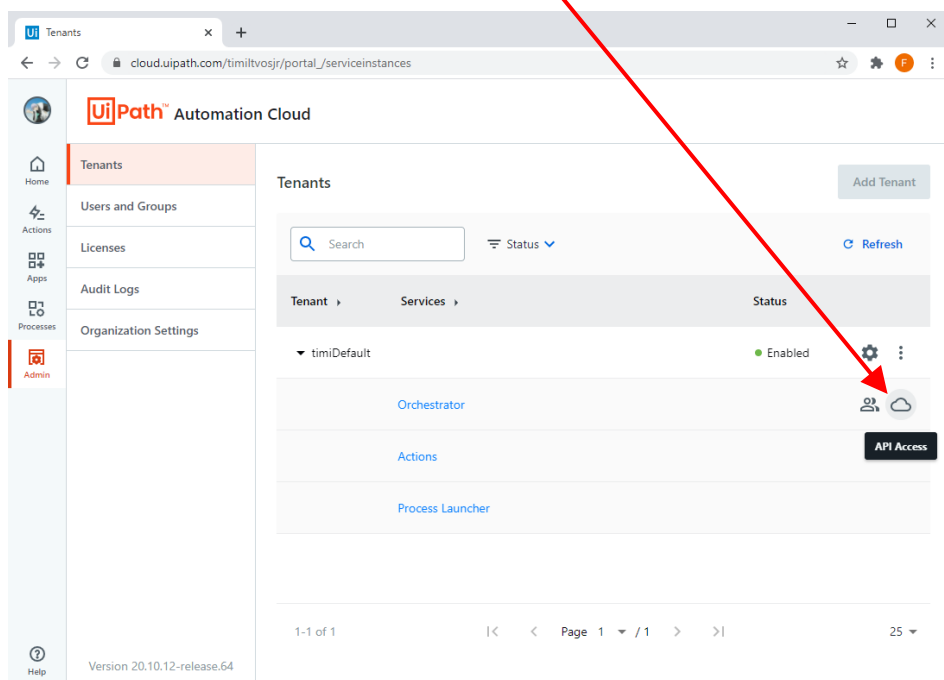 Ui Tenants
cloud.uipath.com/timiltvosjr/portal_/serviceinstances
F
UiPath™ Automation Cloud
Home
Actions
Apps
Processes
Admin
Help
Tenants
Users and Groups
Licenses
Audit Logs
Organization Settings
Version 20.10.12-release.64
Tenants
Add Tenant
Search
Status
Refresh
Tenant Services Status
timiDefault Enabled
Orchestrator
API Access
Actions
Process Launcher
1-1 of 1 Page 1 / 1 25